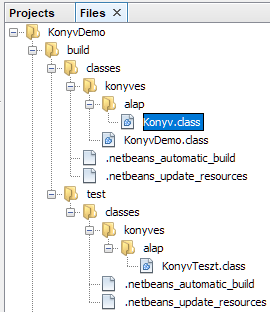 Projects
Files
KonyvDemo
build
classes
konyves
alap
Konyv.class
KonyvDemo.class
.netbeans_automatic_build
.netbeans_update_resources
test
classes
konyves
alap
KonyvTeszt.class
.netbeans_automatic_build
.netbeans_update_resources